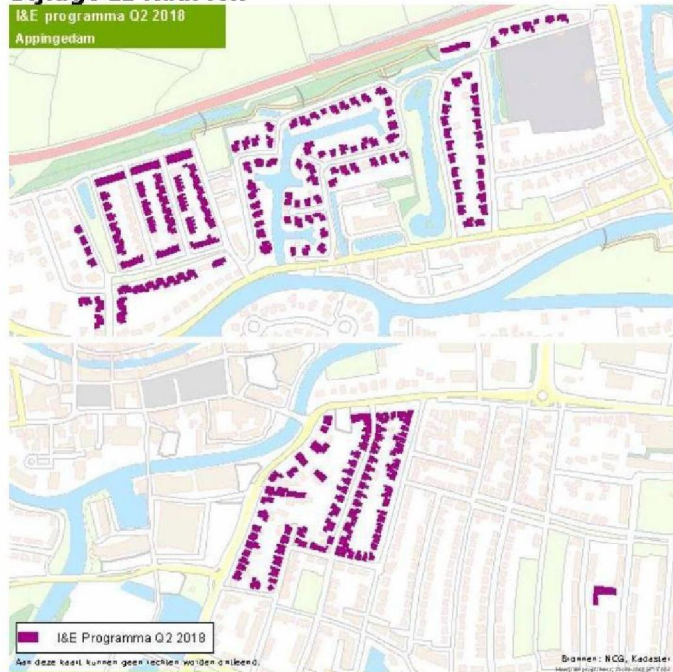 I&E programma Q2 2018
Appingedam
I&E Programma Q2 2018
Aan deze kaart kunnen geen rechten worden ontleend.
Bronnen: NCG, Kadaster